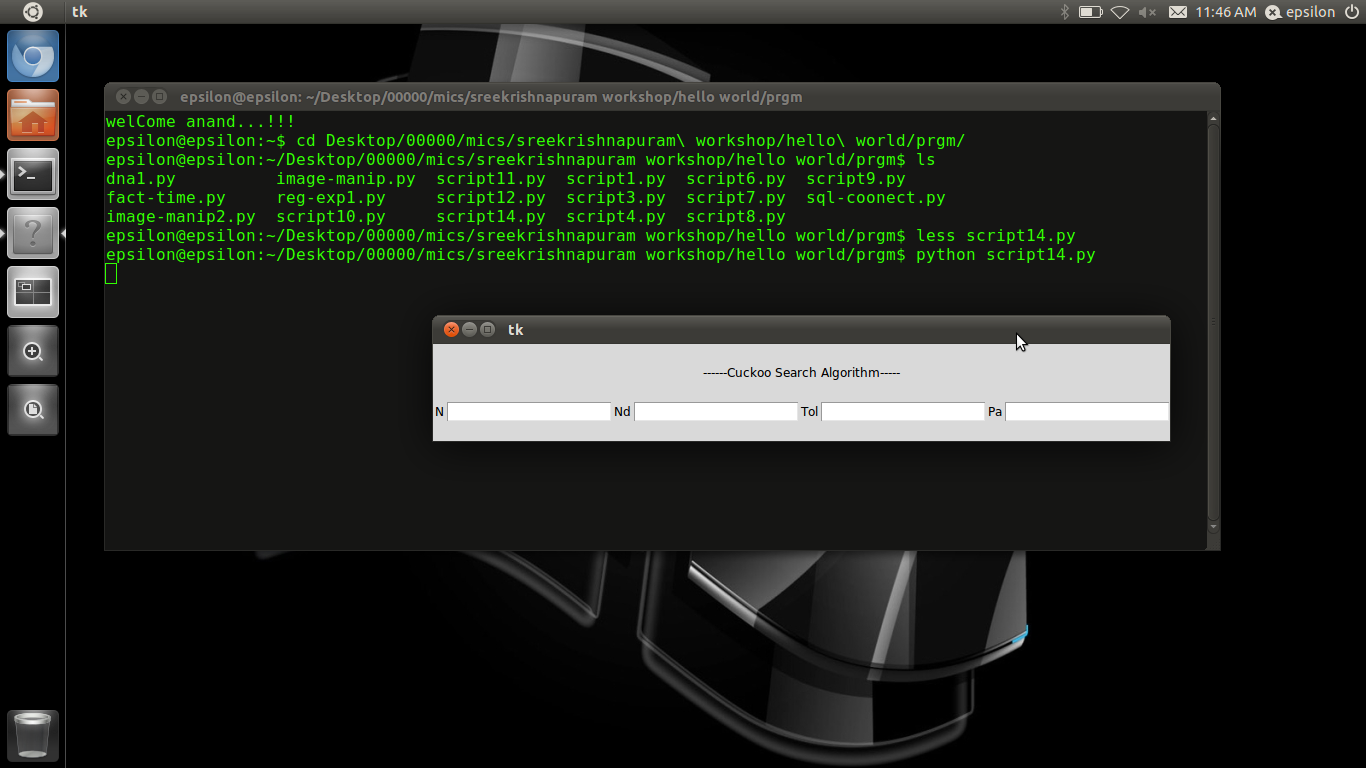 tk
11:46 AM epsilon
epsilon@epsilon: ~/Desktop/00000/mics/sreekrishnapuram workshop/hello world/prgm
welCome anand...!!!
epsilon@epsilon:~$ cd Desktop/00000/mics/sreekrishnapuram\ workshop/hello\ world/prgm/
epsilon@epsilon:~/Desktop/00000/mics/sreekrishnapuram workshop/hello world/prgm$ ls
dna1.py image-manip.py script11.py script1.py script6.py script9.py
fact-time.py reg-exp1.py script12.py script3.py script7.py sql-coonect.py
image-manip2.py script10.py script14.py script4.py script8.py
epsilon@epsilon:~/Desktop/00000/mics/sreekrishnapuram workshop/hello world/prgm$ less script14.py
epsilon@epsilon:~/Desktop/00000/mics/sreekrishnapuram workshop/hello world/prgm$ python script14.py
tk
------Cuckoo Search Algorithm-----
N Nd Tol Pa